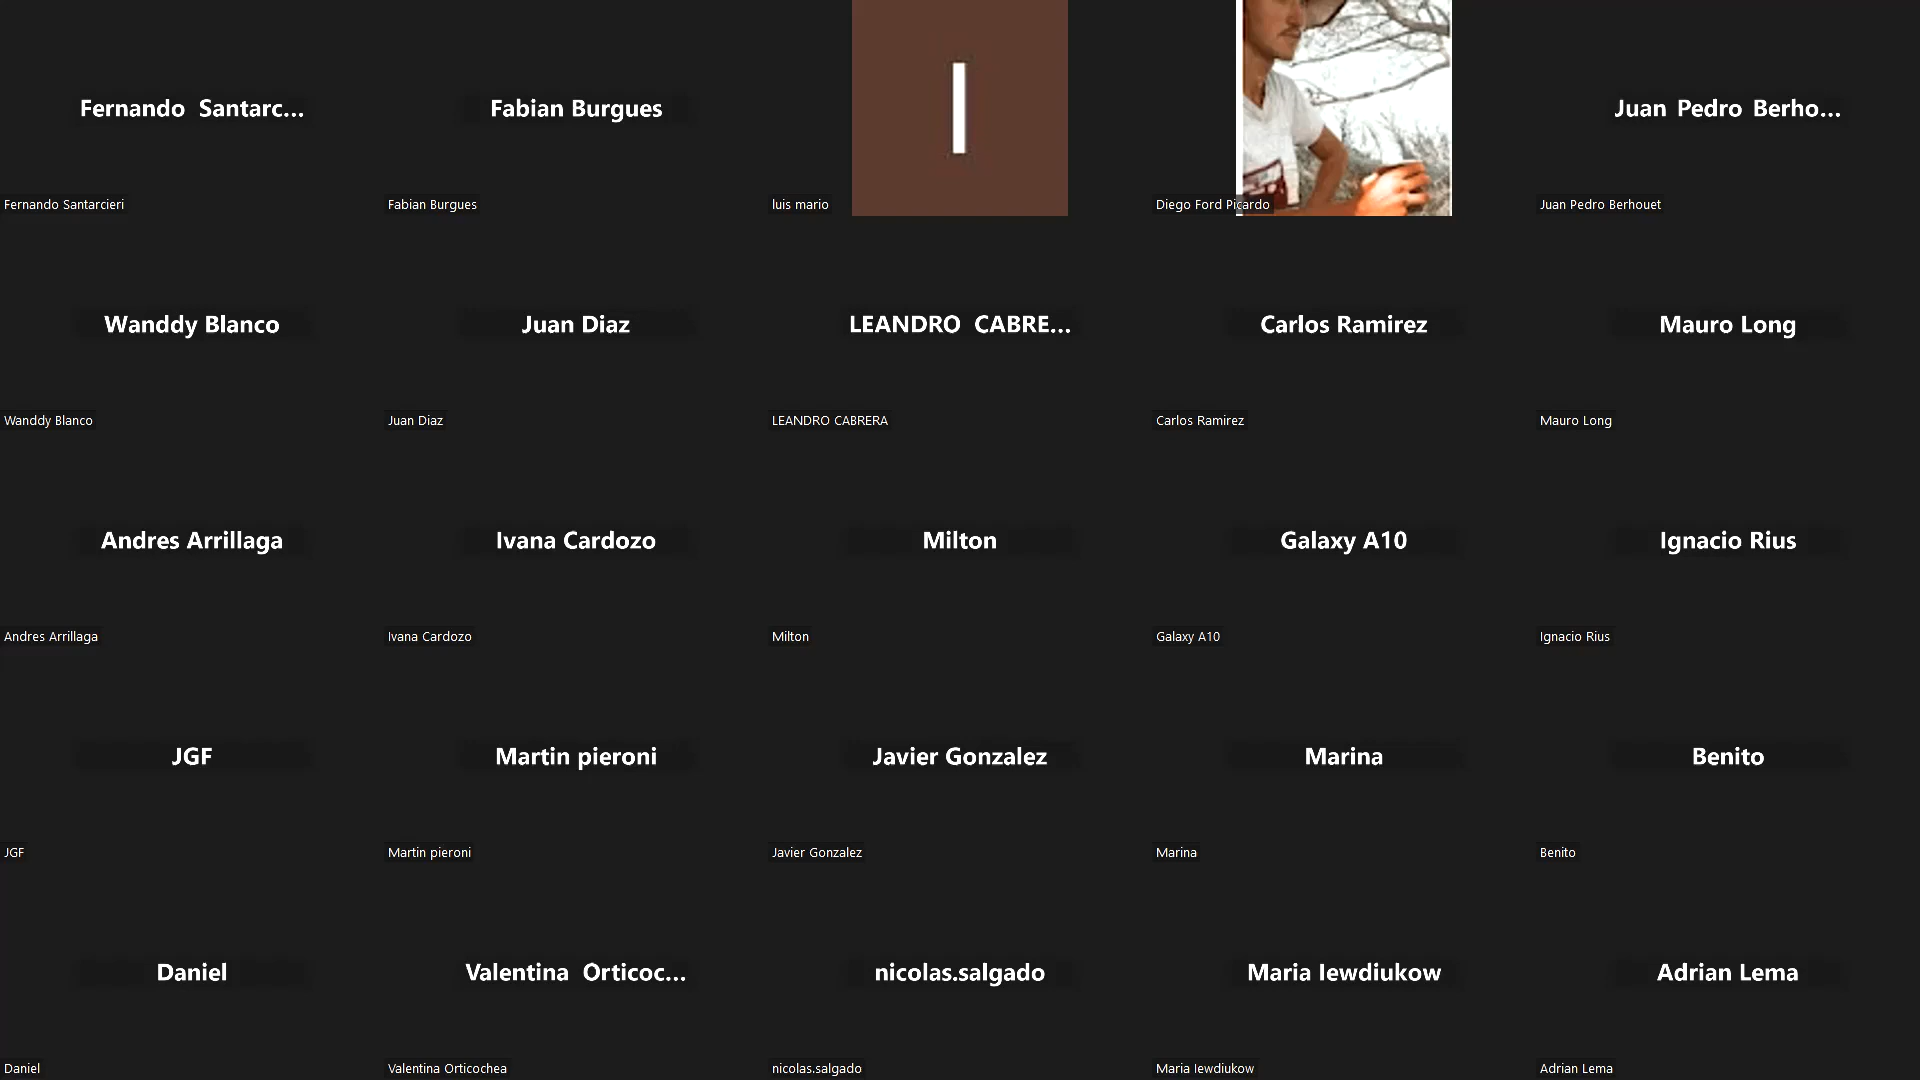 Fernando Santarc...
Fabian Burgues
l
Juan Pedro Berho...
Fernando Santarcieri
Fabian Burgues
luis mario
Diego Ford Picardo
Juan Pedro Berhouet
Wanddy Blanco
Juan Diaz
LEANDRO CABRE...
Carlos Ramirez
Mauro Long
Wanddy Blanco
Juan Diaz
LEANDRO CABRERA
Carlos Ramirez
Mauro Long
Andres Arrillaga
Ivana Cardozo
Milton
Galaxy A10
Ignacio Rius
Andres Arrillaga
Ivana Cardozo
Milton
Galaxy A10
Ignacio Rius
JGF
Martin pieroni
Javier Gonzalez
Marina
Benito
JGF
Martin pieroni
Javier Gonzalez
Marina
Benito
Daniel
Valentina Orticoc...
nicolas.salgado
Maria Iewdiukow
Adrian Lema
Daniel
Valentina Orticochea
nicolas.salgado
Maria Iewdiukow
Adrian Lema